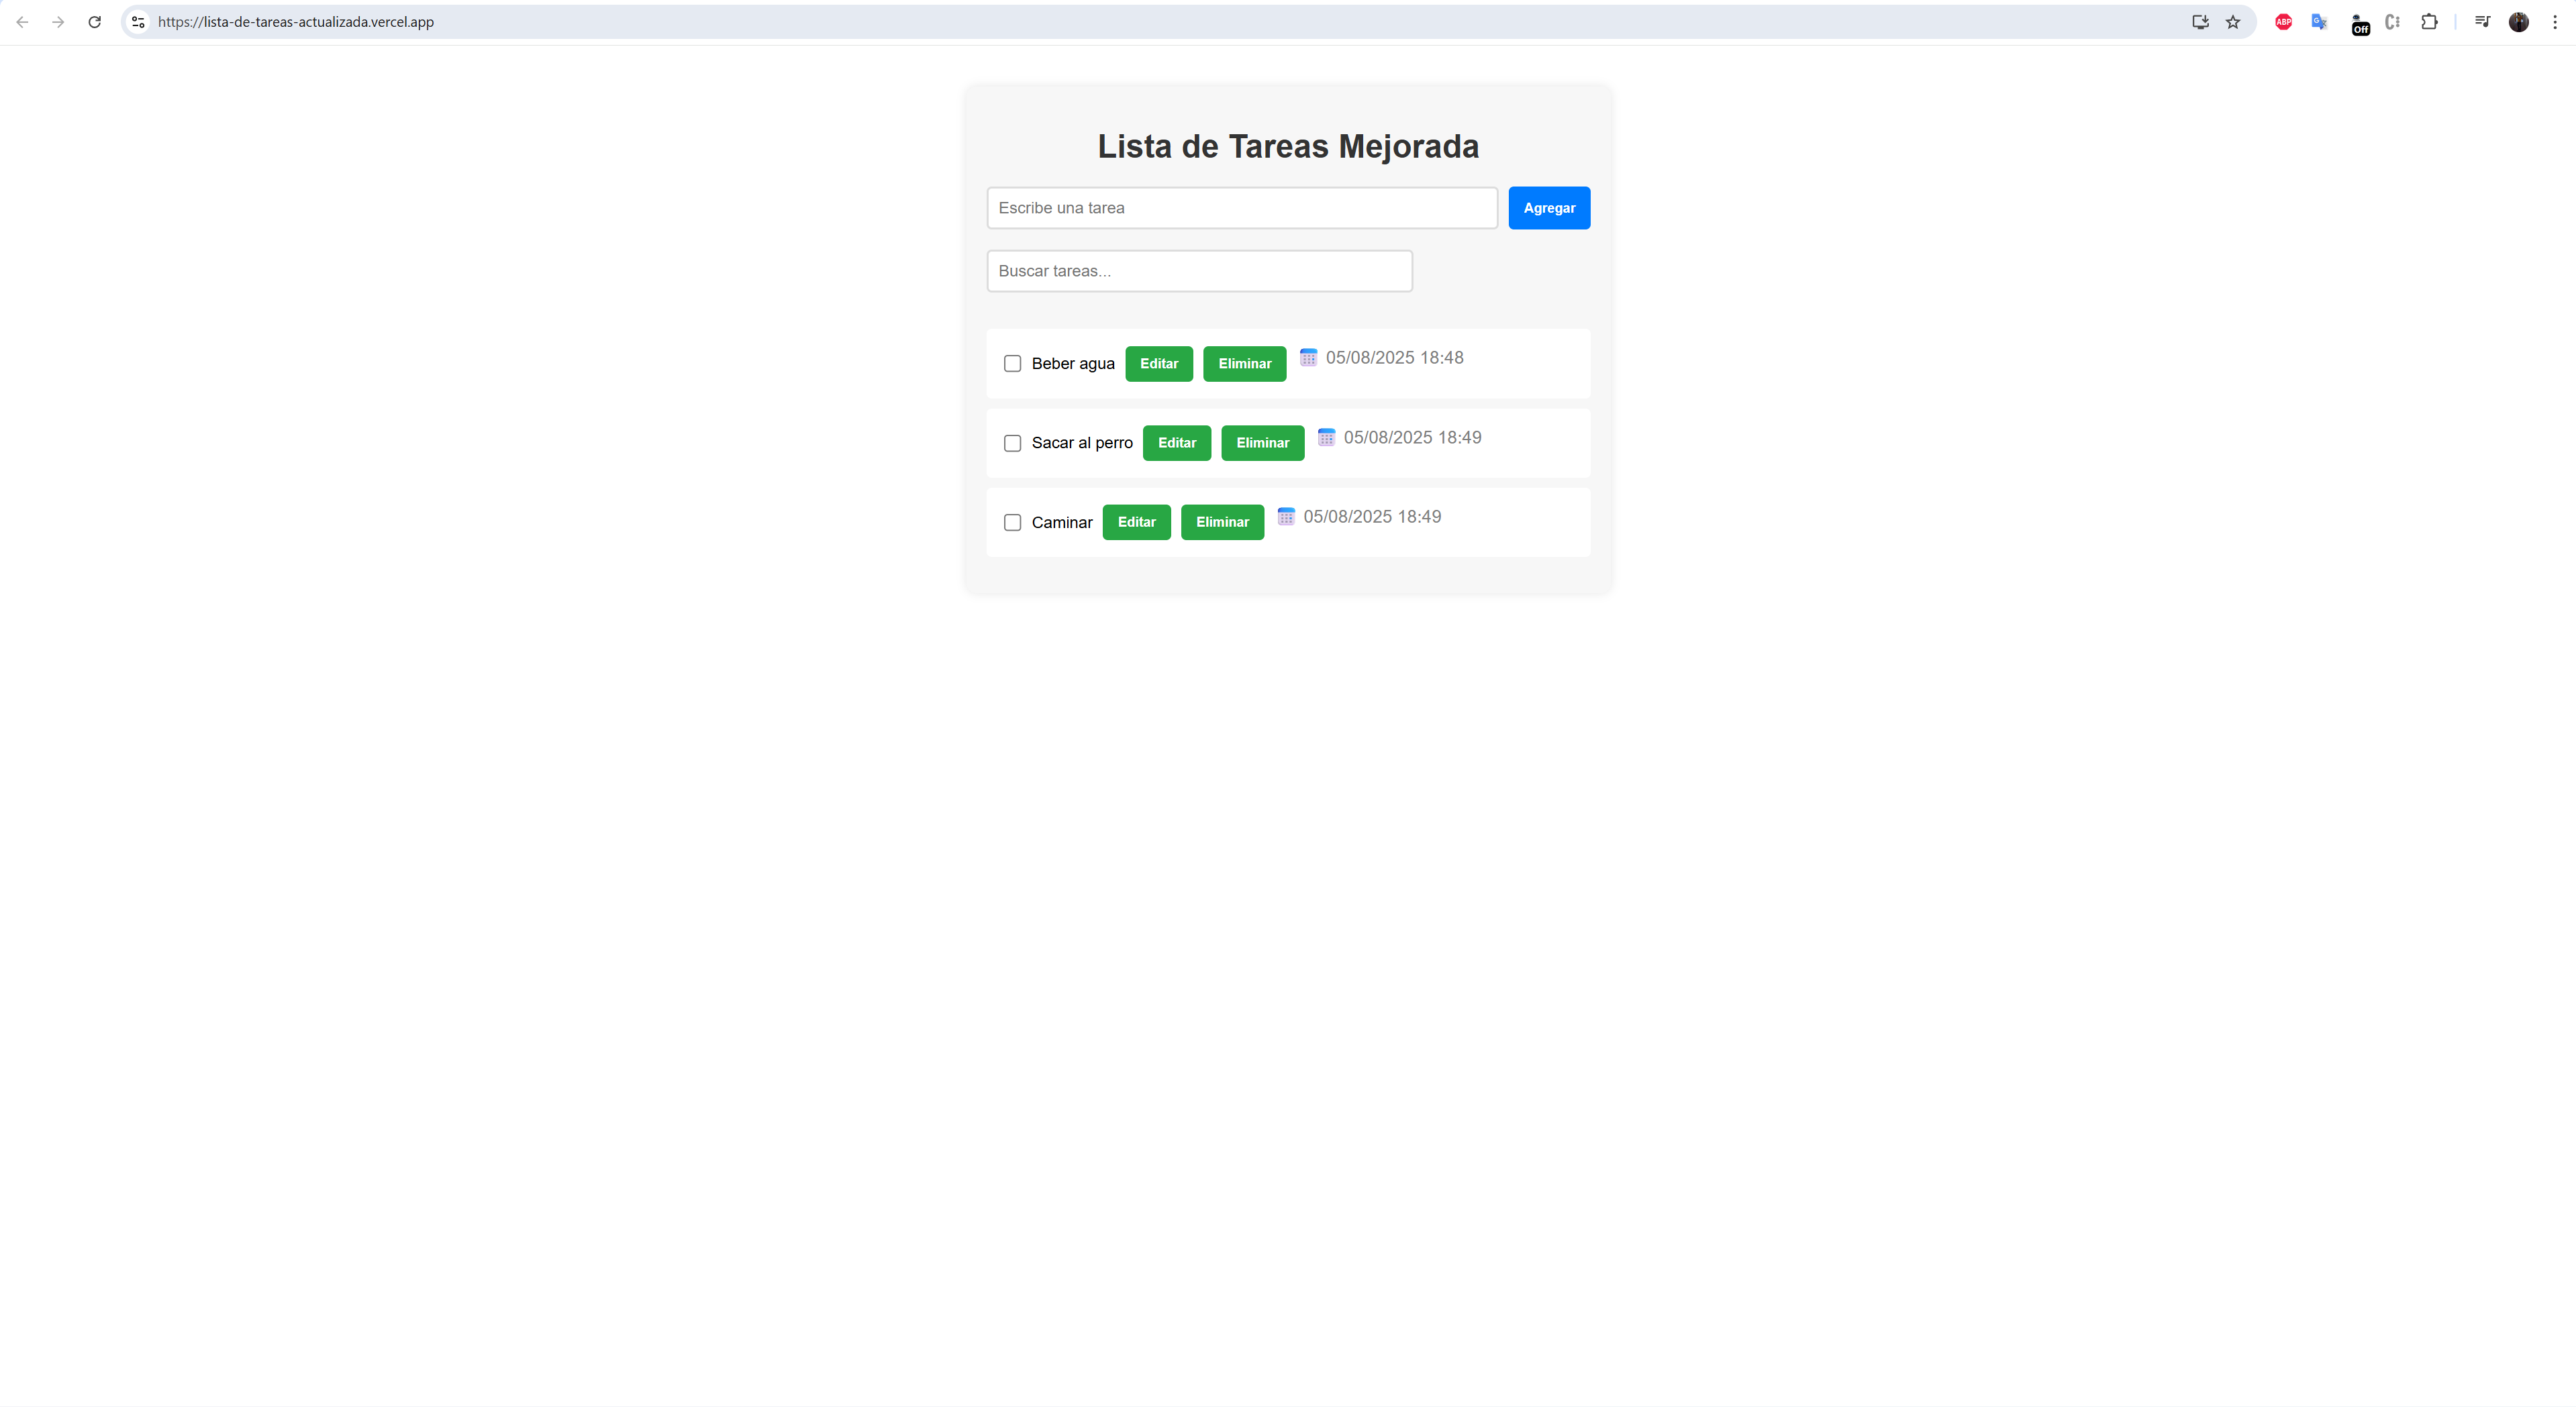 https://lista-de-tareas-actualizada.vercel.app
ABP
G
Off
Lista de Tareas Mejorada
Escribe una tarea
Agregar
Buscar tareas...
Beber agua Editar Eliminar 05/08/2025 18:48
Sacar al perro Editar Eliminar 05/08/2025 18:49
Caminar Editar Eliminar 05/08/2025 18:49